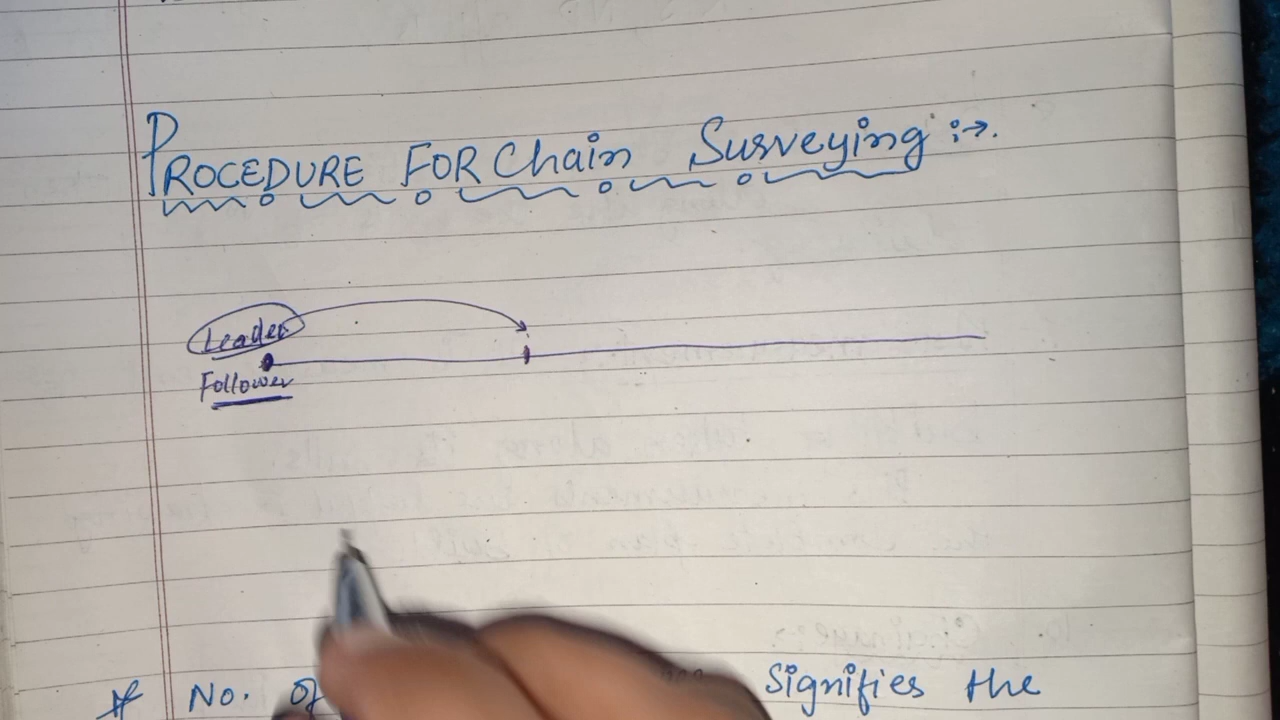 PROCEDURE FOR Chain Surveying :→.
Leader
Follower
# No. of Signifies the